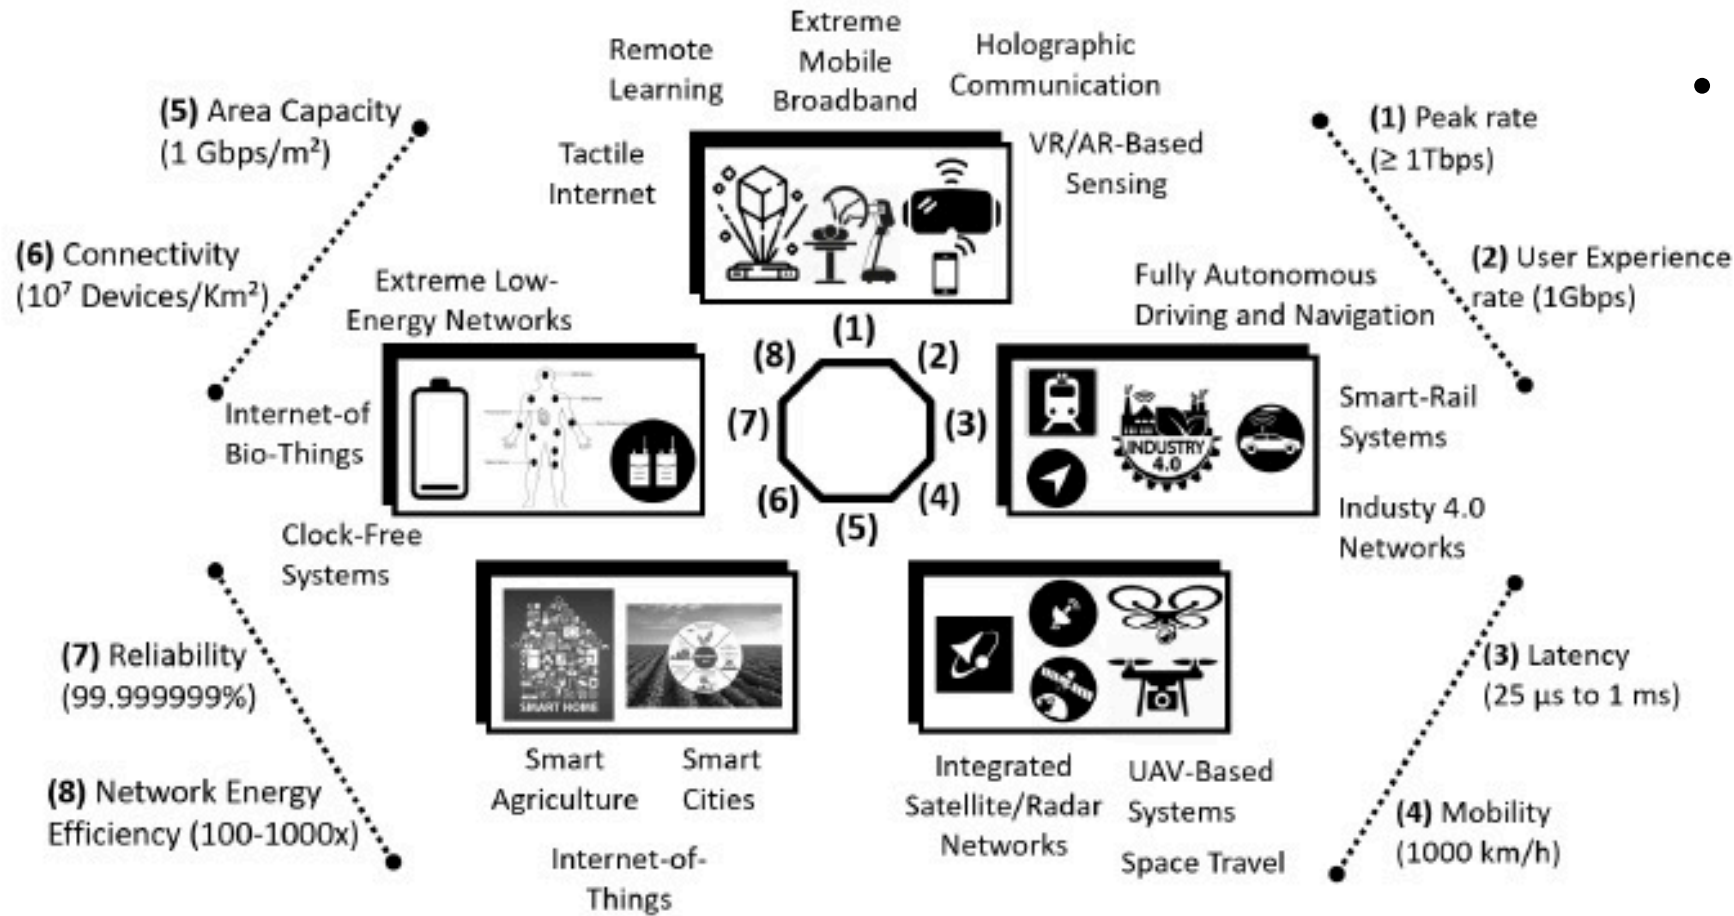 Remote
Learning
Extreme
Mobile
Broadband
Holographic
Communication
(5) Area Capacity
(1 Gbps/m²)
(1) Peak rate
(≥ 1Tbps)
Tactile
Internet
VR/AR-Based
Sensing
(6) Connectivity
(10⁷ Devices/Km²)
(2) User Experience
rate (1Gbps)
Extreme Low-
Energy Networks
Fully Autonomous
Driving and Navigation
(1)
(8)
(2)
(7)
(3)
(6)
(4)
(5)
Internet-of
Bio-Things
INDUSTRY
4.0
Smart-Rail
Systems
Clock-Free
Systems
Industy 4.0
Networks
(7) Reliability
(99.999999%)
SMART HOME
(3) Latency
(25 µs to 1 ms)
(8) Network Energy
Efficiency (100-1000x)
Smart
Agriculture
Smart
Cities
Internet-of-
Things
Integrated
Satellite/Radar
Networks
UAV-Based
Systems
Space Travel
(4) Mobility
(1000 km/h)